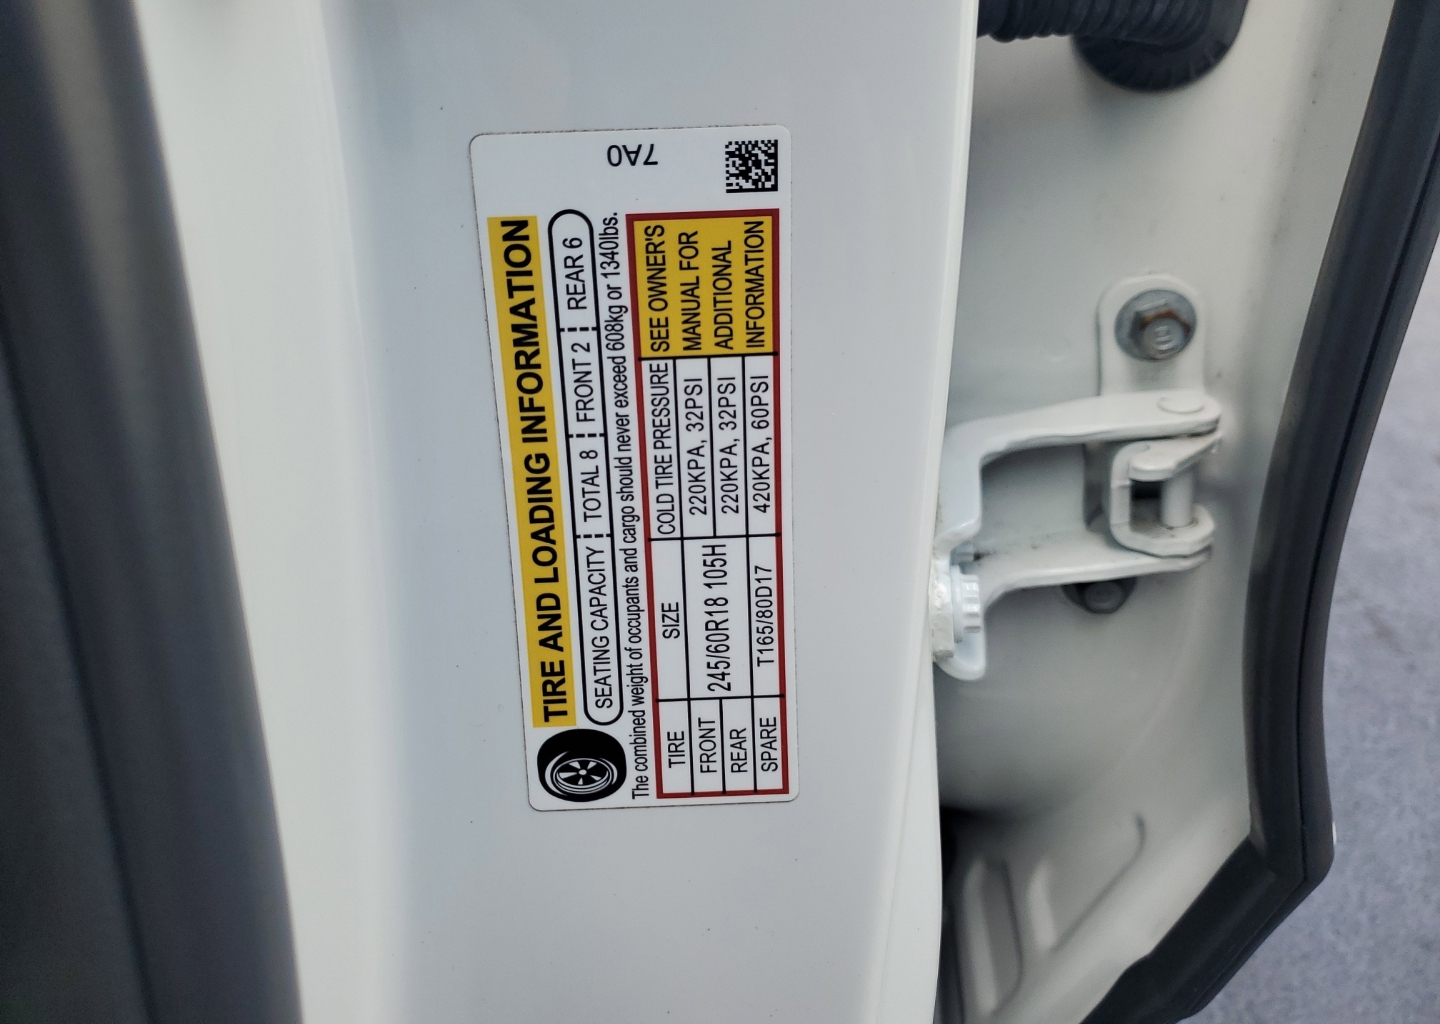 7A0
TIRE AND LOADING INFORMATION
SEATING CAPACITY TOTAL 8 FRONT 2 REAR 6
The combined weight of occupants and cargo should never exceed 608kg or 1340lbs.
TIRE SIZE COLD TIRE PRESSURE SEE OWNER'S
FRONT 245/60R18 105H 220KPA, 32PSI MANUAL FOR
REAR 220KPA, 32PSI ADDITIONAL
SPARE T165/80D17 420KPA, 60PSI INFORMATION